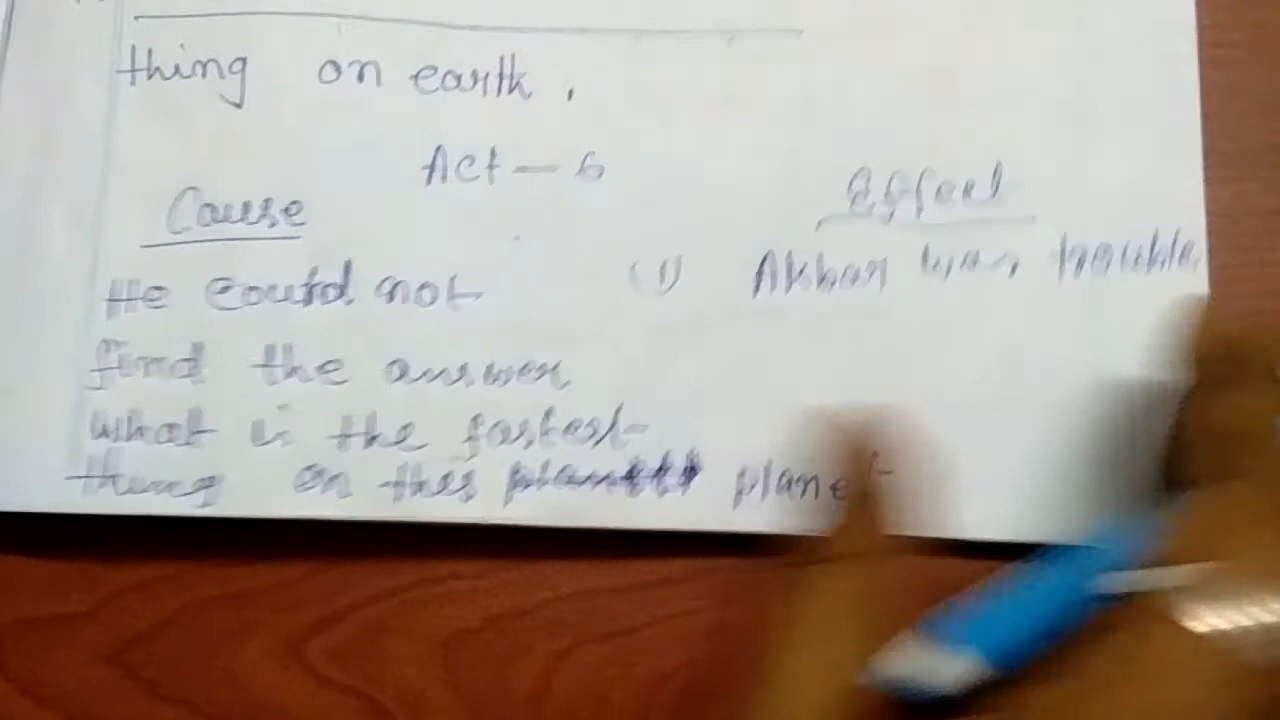 thing on earth.
Act - 6
Cause Effect
He could not (1) Akbar was trouble
find the answer
what is the fastest
thing on this planet